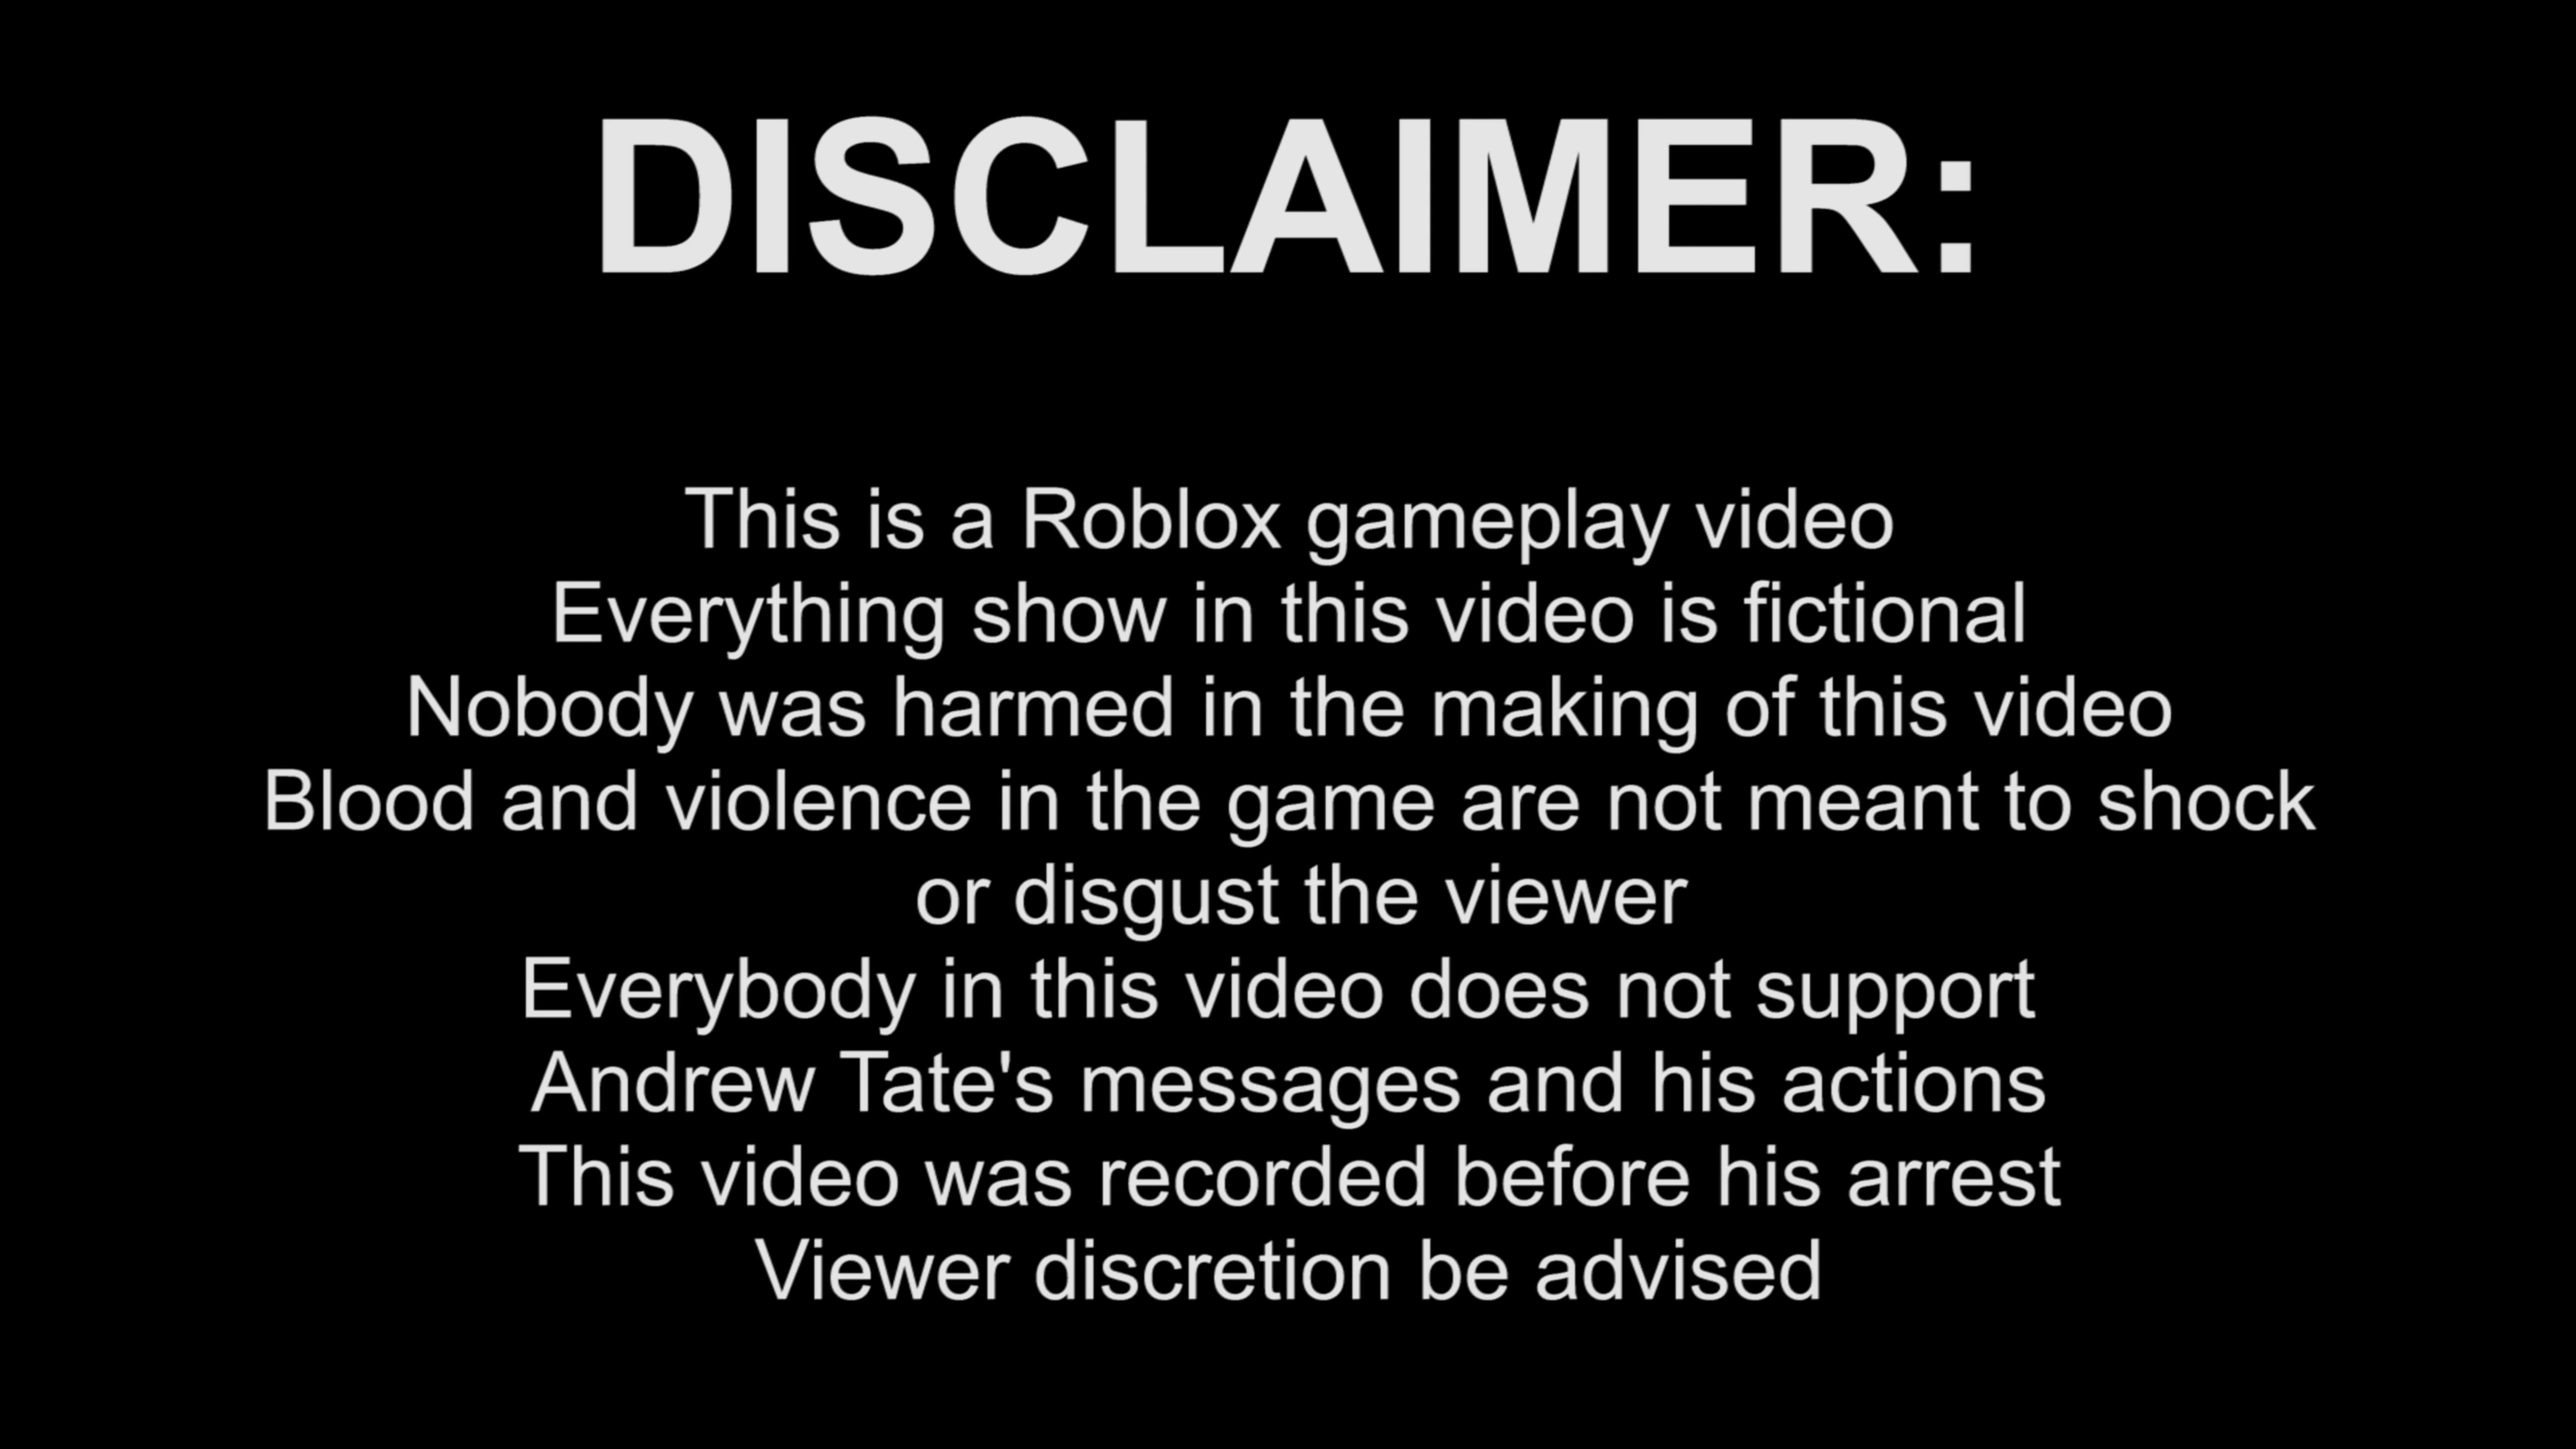 DISCLAIMER:
This is a Roblox gameplay video
Everything show in this video is fictional
Nobody was harmed in the making of this video
Blood and violence in the game are not meant to shock
or disgust the viewer
Everybody in this video does not support
Andrew Tate's messages and his actions
This video was recorded before his arrest
Viewer discretion be advised